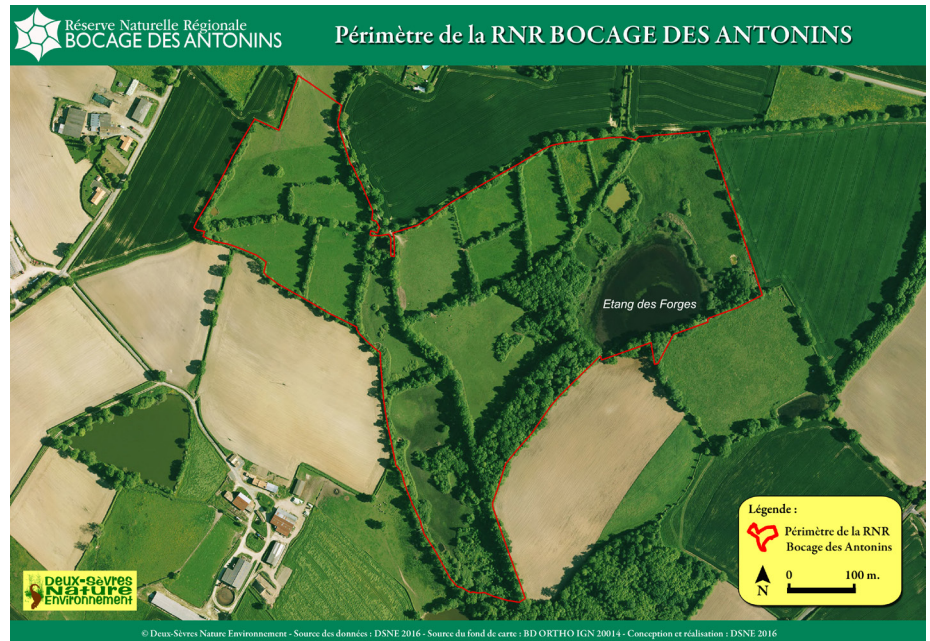 Réserve Naturelle Régionale
BOCAGE DES ANTONINS
Périmètre de la RNR BOCAGE DES ANTONINS
Etang des Forges
Légende :
Périmètre de la RNR
Bocage des Antonins
N
0 100 m.
DEUX-SÈVRES
NATURE
ENVIRONNEMENT
© Deux-Sèvres Nature Environnement - Source des données : DSNE 2016 - Source du fond de carte : BD ORTHO IGN 20014 - Conception et réalisation : DSNE 2016